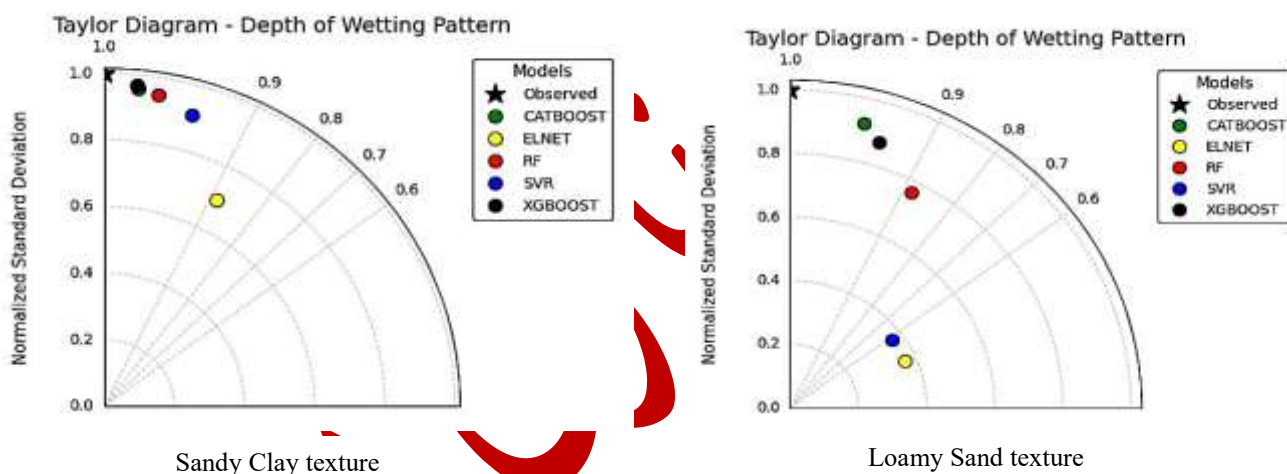 Taylor Diagram - Depth of Wetting Pattern
1.0
1.0
0.9
0.8
0.7
0.6
0.8
0.6
0.4
0.2
0.0
Normalized Standard Deviation
Models
Observed
CATBOOST
ELNET
RF
SVR
XGBOOST
Sandy Clay texture
Taylor Diagram - Depth of Wetting Pattern
1.0
1.0
0.9
0.8
0.7
0.6
0.8
0.6
0.4
0.2
0.0
Normalized Standard Deviation
Models
Observed
CATBOOST
ELNET
RF
SVR
XGBOOST
Loamy Sand texture